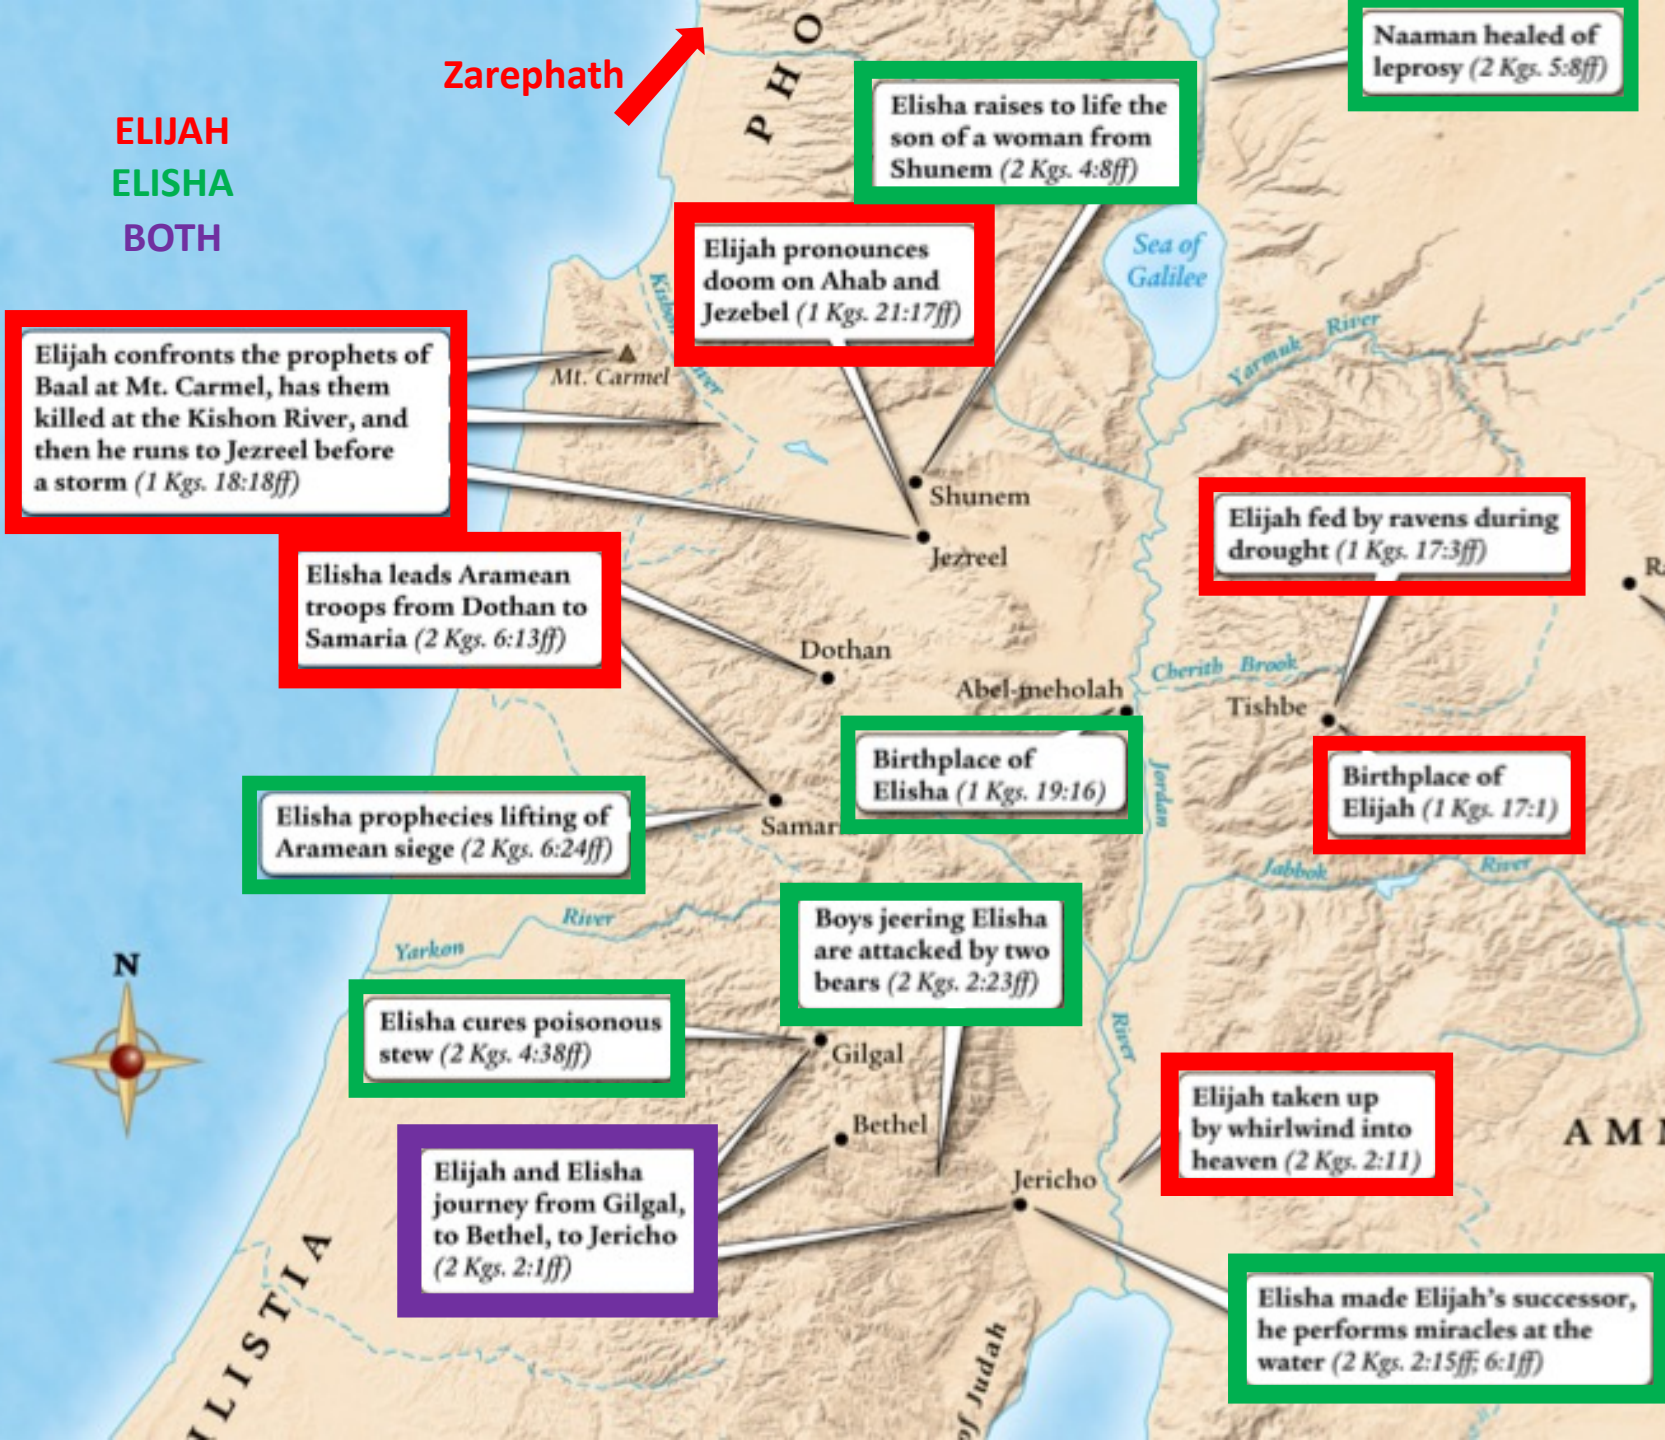 Zarephath
ELIJAH
ELISHA
BOTH
PHO
Naaman healed of
leprosy (2 Kgs. 5:8ff)
Elisha raises to life the
son of a woman from
Shunem (2 Kgs. 4:8ff)
Elijah pronounces
doom on Ahab and
Jezebel (1 Kgs. 21:17ff)
Sea of
Galilee
Yarmuk River
Elijah confronts the prophets of
Baal at Mt. Carmel, has them
killed at the Kishon River, and
then he runs to Jezreel before
a storm (1 Kgs. 18:18ff)
Mt. Carmel
Shunem
Jezreel
Elijah fed by ravens during
drought (1 Kgs. 17:3ff)
Elisha leads Aramean
troops from Dothan to
Samaria (2 Kgs. 6:13ff)
Dothan
Abel-meholah
Cherith Brook
Tishbe
Birthplace of
Elisha (1 Kgs. 19:16)
Birthplace of
Elijah (1 Kgs. 17:1)
Jordan
River
Elisha prophecies lifting of
Aramean siege (2 Kgs. 6:24ff)
Samar
Jabbok River
Yarkon River
N
Boys jeering Elisha
are attacked by two
bears (2 Kgs. 2:23ff)
Elisha cures poisonous
stew (2 Kgs. 4:38ff)
Gilgal
Bethel
Jericho
Elijah taken up
by whirlwind into
heaven (2 Kgs. 2:11)
AM
Elijah and Elisha
journey from Gilgal,
to Bethel, to Jericho
(2 Kgs. 2:1ff)
Elisha made Elijah's successor,
he performs miracles at the
water (2 Kgs. 2:15ff; 6:1ff)
ILISTIA
of Judah